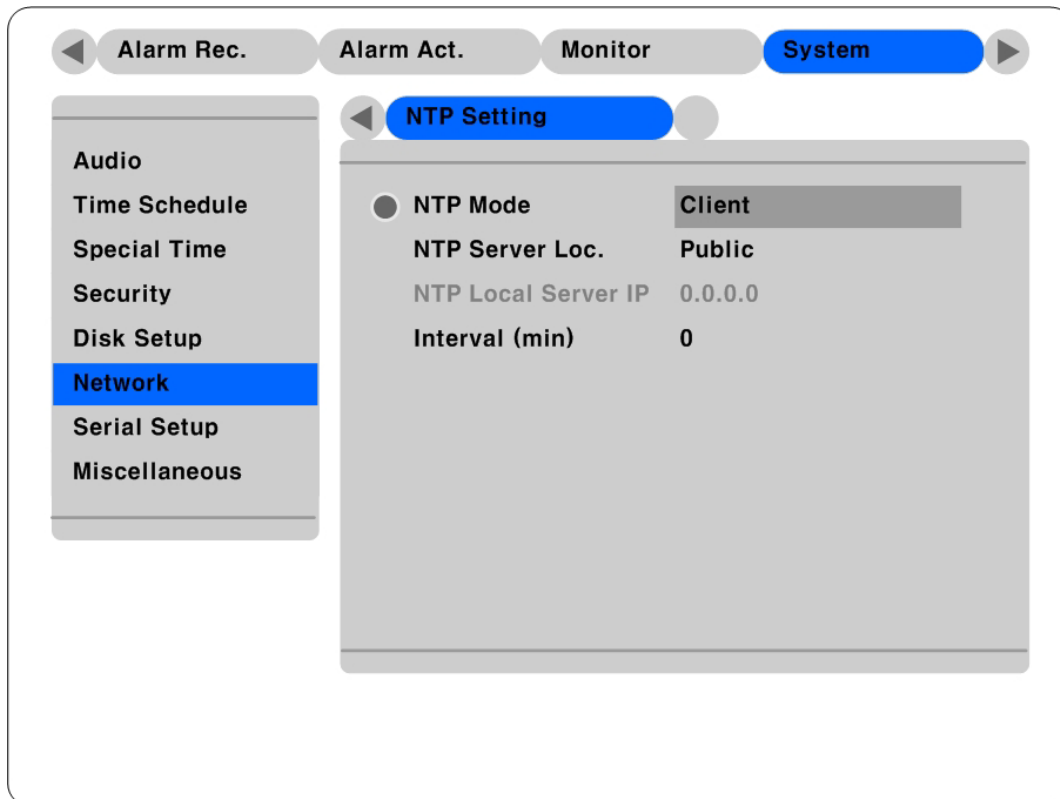 Alarm Rec. Alarm Act. Monitor System
NTP Setting
Audio
Time Schedule
Special Time
Security
Disk Setup
Network
Serial Setup
Miscellaneous
NTP Mode Client
NTP Server Loc. Public
NTP Local Server IP 0.0.0.0
Interval (min) 0